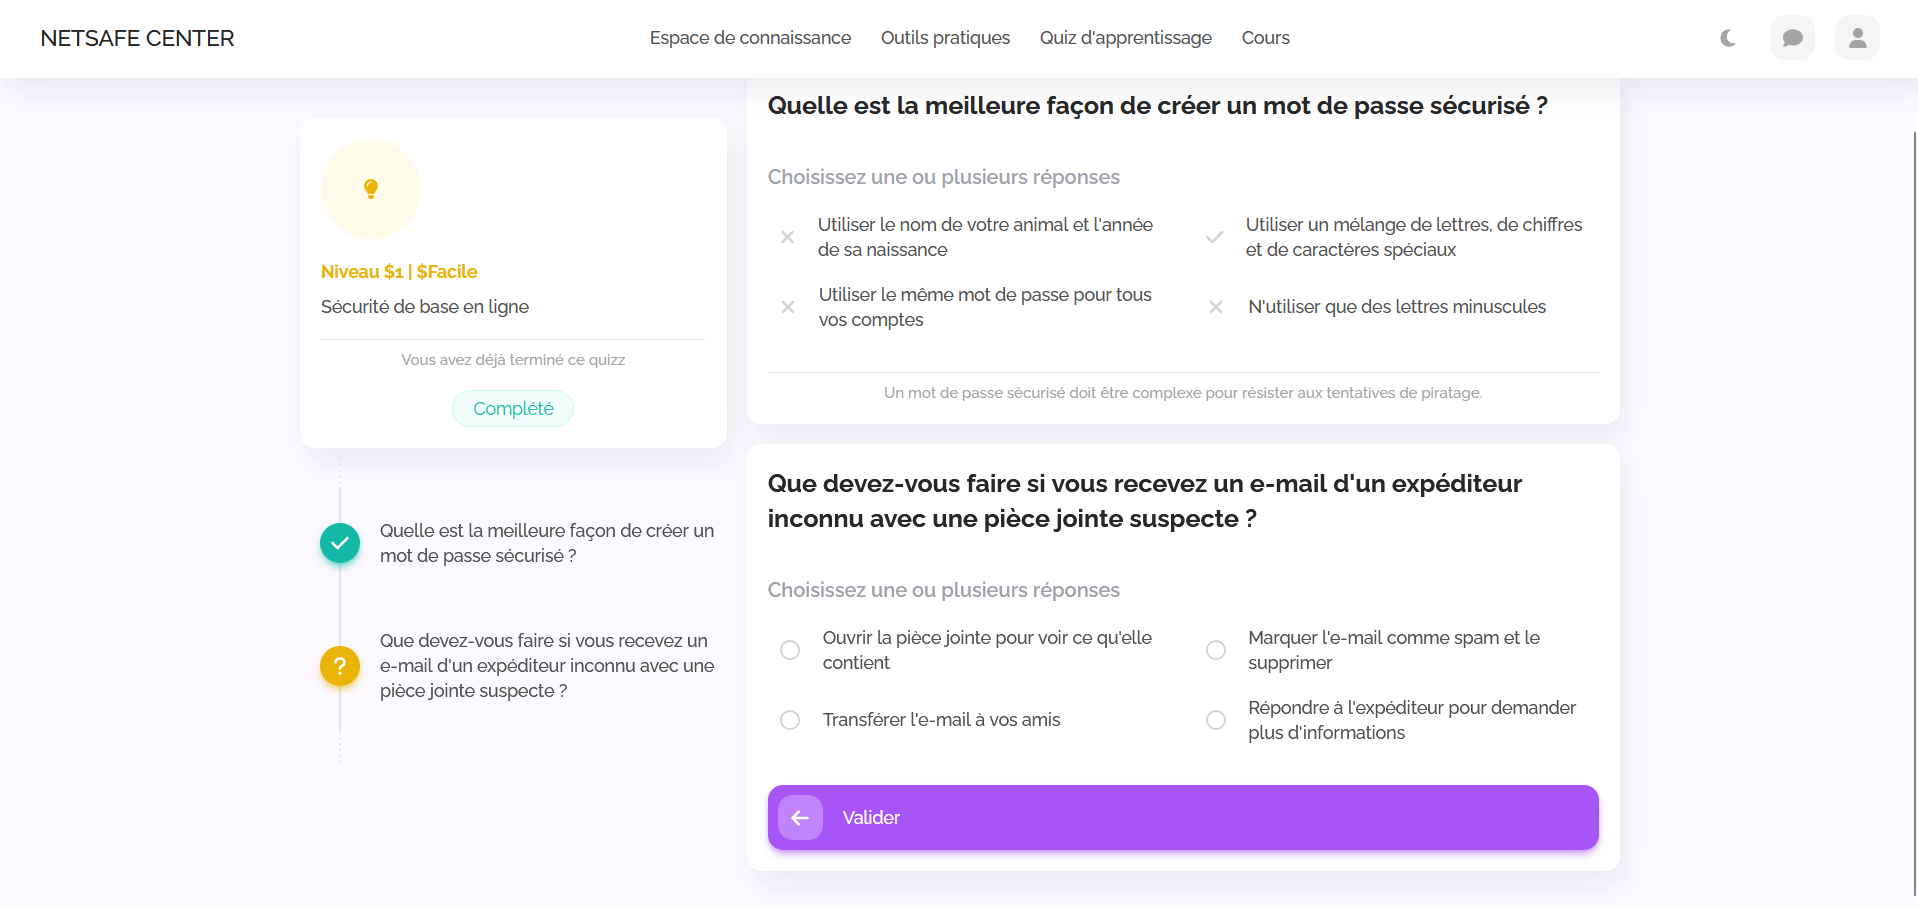 NETSAFE CENTER
Espace de connaissance
Outils pratiques
Quiz d'apprentissage
Cours
Niveau $1 | $Facile
Sécurité de base en ligne
Vous avez déjà terminé ce quizz
Complété
Quelle est la meilleure façon de créer un
mot de passe sécurisé ?
Que devez-vous faire si vous recevez un
e-mail d'un expéditeur inconnu avec une
pièce jointe suspecte ?
Quelle est la meilleure façon de créer un mot de passe sécurisé ?
Choisissez une ou plusieurs réponses
Utiliser le nom de votre animal et l'année
de sa naissance
Utiliser un mélange de lettres, de chiffres
et de caractères spéciaux
Utiliser le même mot de passe pour tous
vos comptes
N'utiliser que des lettres minuscules
Un mot de passe sécurisé doit être complexe pour résister aux tentatives de piratage.
Que devez-vous faire si vous recevez un e-mail d'un expéditeur
inconnu avec une pièce jointe suspecte ?
Choisissez une ou plusieurs réponses
Ouvrir la pièce jointe pour voir ce qu'elle
contient
Marquer l'e-mail comme spam et le
supprimer
Transférer l'e-mail à vos amis
Répondre à l'expéditeur pour demander
plus d'informations
Valider